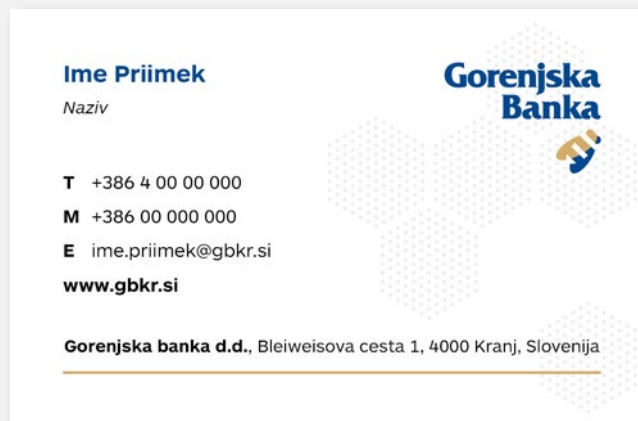 Ime Priimek
Naziv
Gorenjska
Banka
T +386 4 00 00 000
M +386 00 000 000
E ime.priimek@gbkr.si
www.gbkr.si
Gorenjska banka d.d., Bleiweisova cesta 1, 4000 Kranj, Slovenija